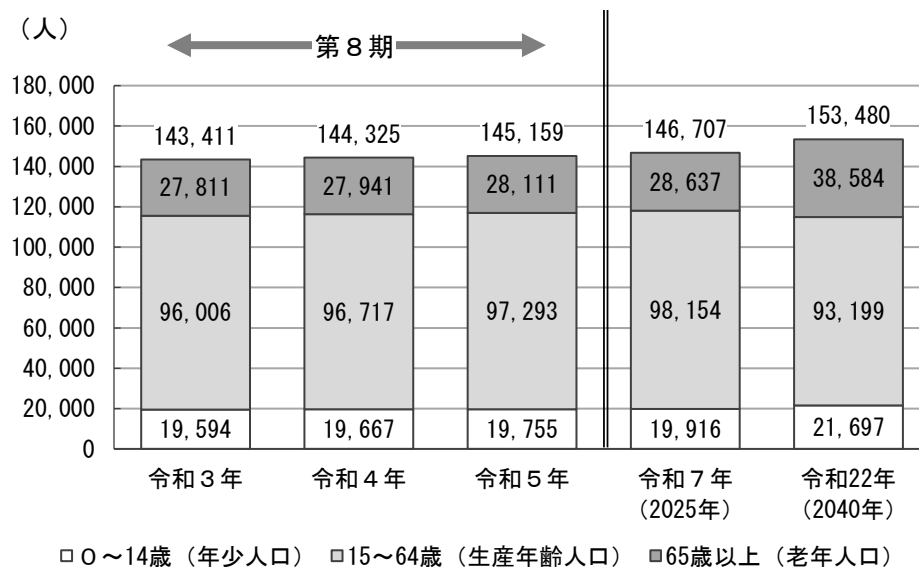 （人）
第８期
180,000
160,000
140,000
120,000
100,000
80,000
60,000
40,000
20,000
0
143,411 144,325 145,159 146,707 153,480
27,811 27,941 28,111 28,637 38,584
96,006 96,717 97,293 98,154 93,199
19,594 19,667 19,755 19,916 21,697
令和３年 令和４年 令和５年 令和７年 令和22年
（2025年） （2040年）
０～14歳（年少人口） 15～64歳（生産年齢人口） 65歳以上（老年人口）